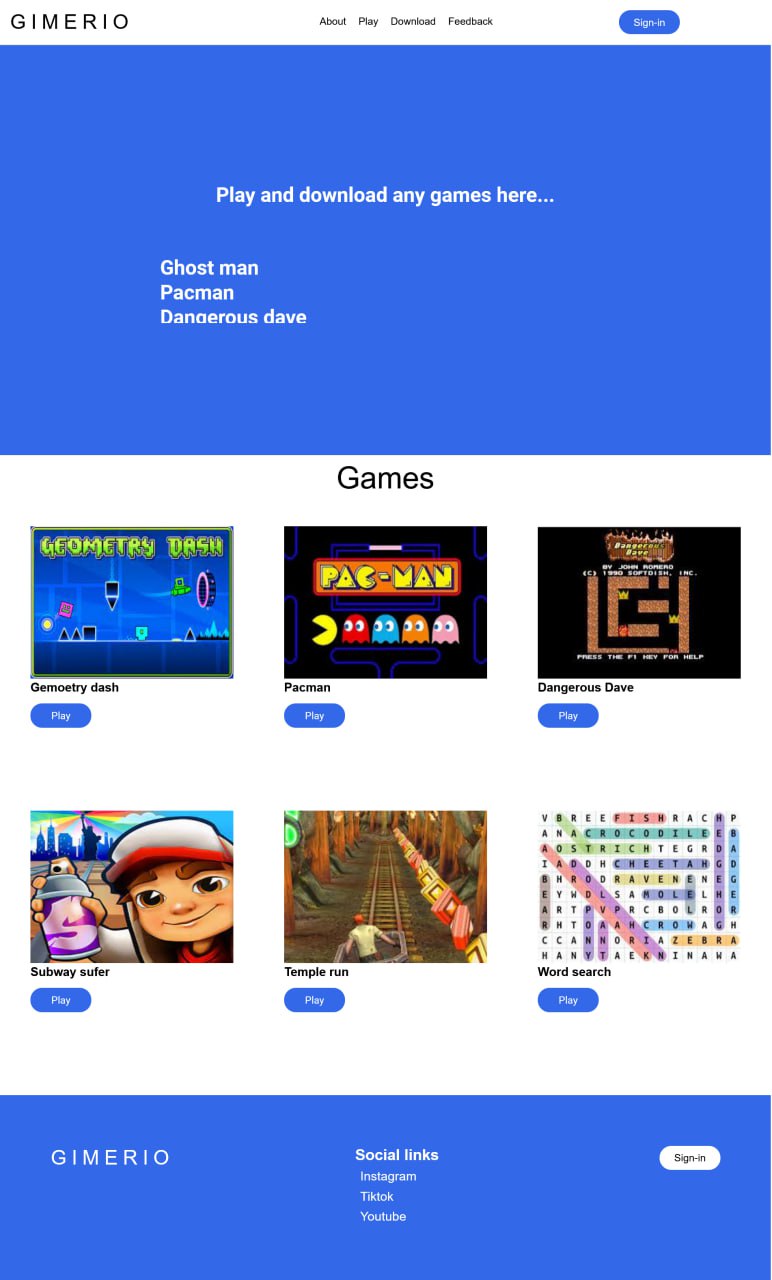 GIMERIO
About Play Download Feedback
Sign-in
Play and download any games here...
Ghost man
Pacman
Dangerous dave
Games
GEOMETRY DASH
Gemoetry dash
Play
PAC-MAN
Pacman
Play
Dangerous
Dave
BY JOHN ROMERO
(C) 1990 SOFTDISK, INC.
PRESS THE F1 KEY FOR HELP
Dangerous Dave
Play
S
Subway sufer
Play
Temple run
Play
V B R E E F I S H R A C H P
A N A C R O C O D I L E E B
A O S T R I C H T E G R D A
I A D D H C H E E T A H G D
B H R O D R A V E N E N E G
E Y W O L S A M O L E L H E
A R T P V P R C B O L R O R
R H T O A A H C R O W A G H
C C A N N O R I A Z E B R A
H A N Y T A E K N I N A W A
Word search
Play
GIMERIO
Social links
Instagram
Tiktok
Youtube
Sign-in